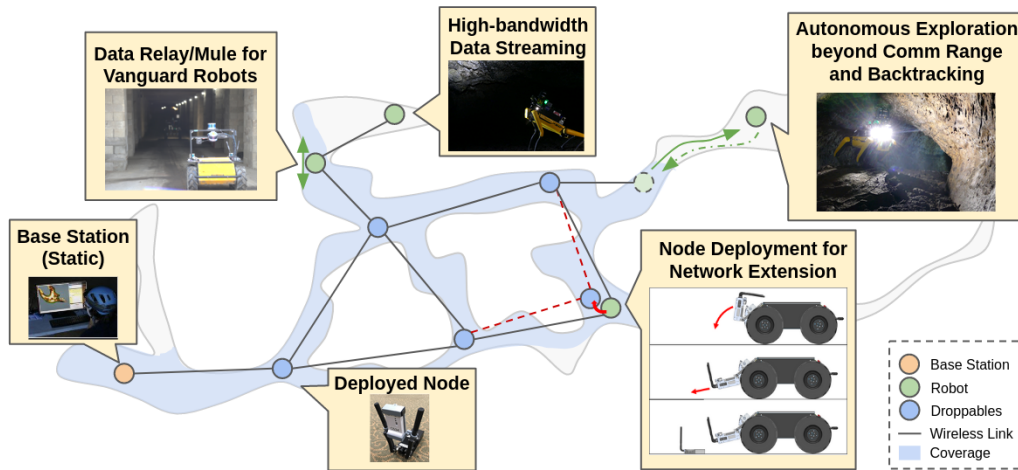 Data Relay/Mule for
Vanguard Robots
High-bandwidth
Data Streaming
Autonomous Exploration
beyond Comm Range
and Backtracking
Base Station
(Static)
Node Deployment for
Network Extension
Deployed Node
Base Station
Robot
Droppables
Wireless Link
Coverage